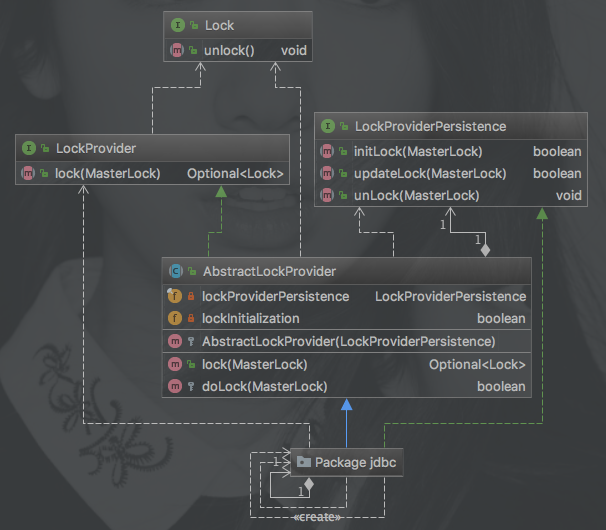 Lock
unlock() void
LockProvider
lock(MasterLock) Optional<Lock>
LockProviderPersistence
initLock(MasterLock) boolean
updateLock(MasterLock) boolean
unLock(MasterLock) void
1
1
AbstractLockProvider
lockProviderPersistence LockProviderPersistence
lockInitialization boolean
AbstractLockProvider(LockProviderPersistence)
lock(MasterLock) Optional<Lock>
doLock(MasterLock) boolean
1
Package jdbc
1
«create»